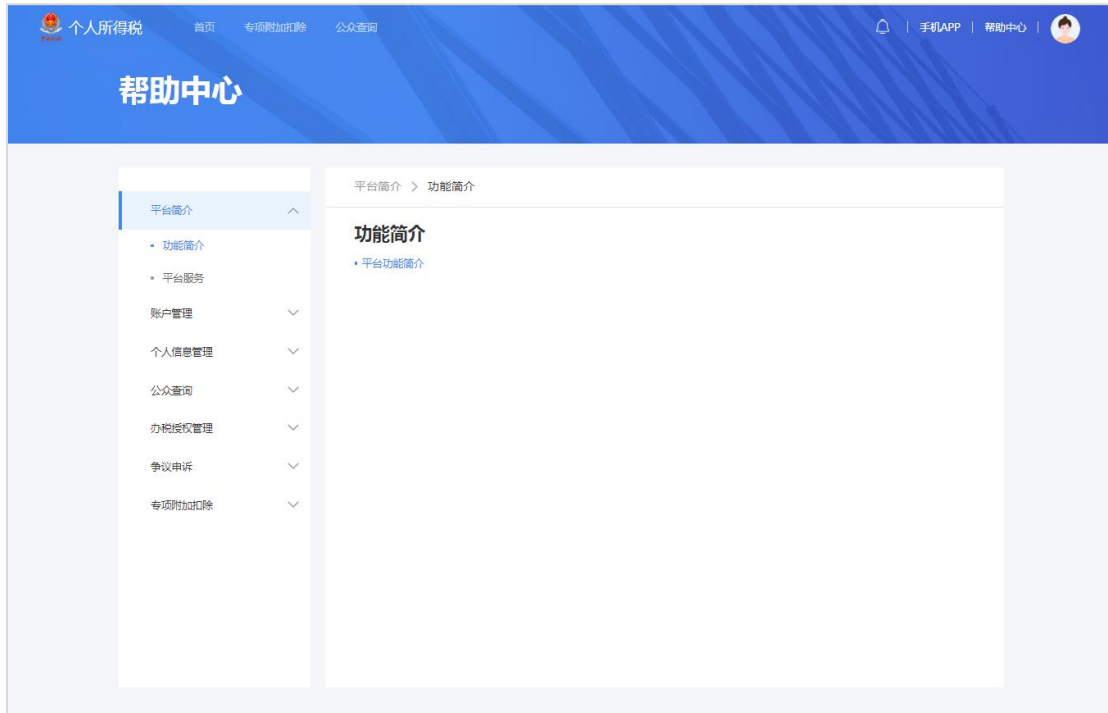 个人所得税 首页 专项附加扣除 公众查询 手机APP 帮助中心
帮助中心
平台简介 > 功能简介
平台简介
功能简介
功能简介
平台功能简介
平台服务
账户管理
个人信息管理
公众查询
办税授权管理
争议申诉
专项附加扣除